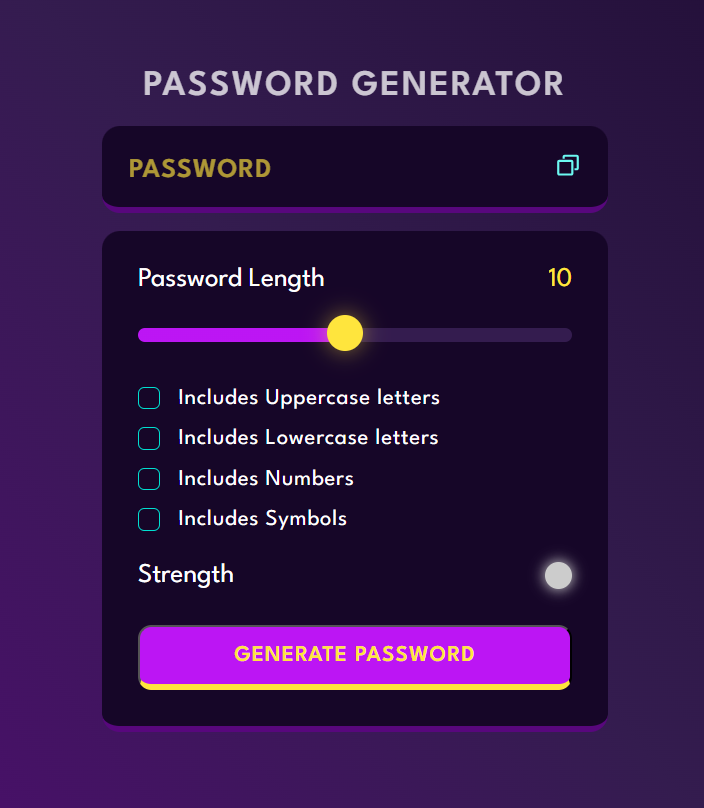 PASSWORD GENERATOR
PASSWORD
Password Length 10
Includes Uppercase letters
Includes Lowercase letters
Includes Numbers
Includes Symbols
Strength
GENERATE PASSWORD